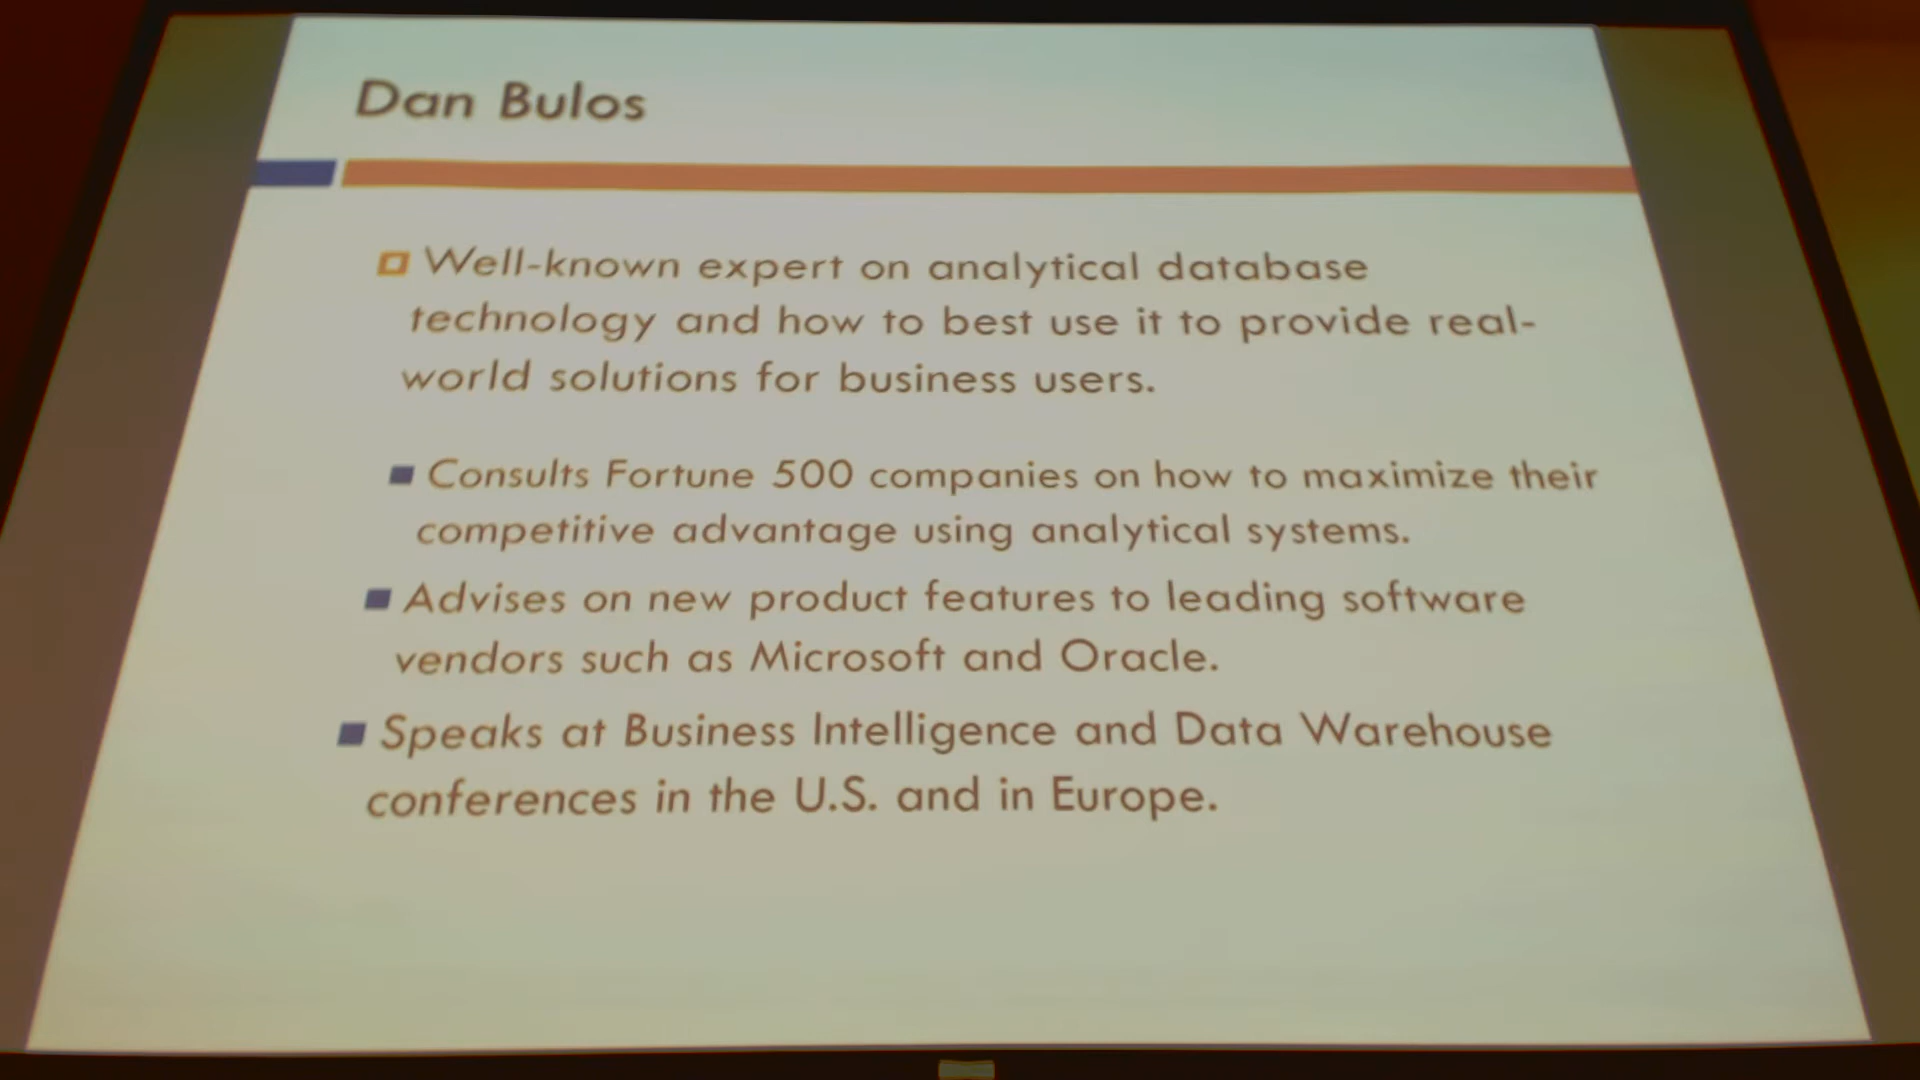 Dan Bulos
Well-known expert on analytical database
technology and how to best use it to provide real-
world solutions for business users.
Consults Fortune 500 companies on how to maximize their
competitive advantage using analytical systems.
Advises on new product features to leading software
vendors such as Microsoft and Oracle.
Speaks at Business Intelligence and Data Warehouse
conferences in the U.S. and in Europe.